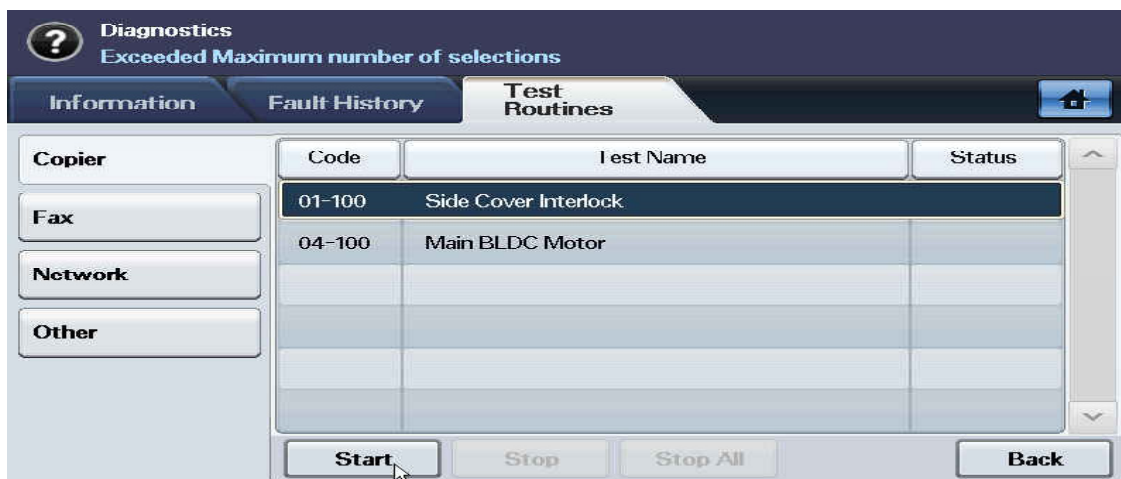 ?
Diagnostics
Exceeded Maximum number of selections
Information
Fault History
Test
Routines
Copier
Fax
Network
Other
Code
Test Name
Status
01-100
Side Cover Interlock
04-100
Main BLDC Motor
Start
Stop
Stop All
Back